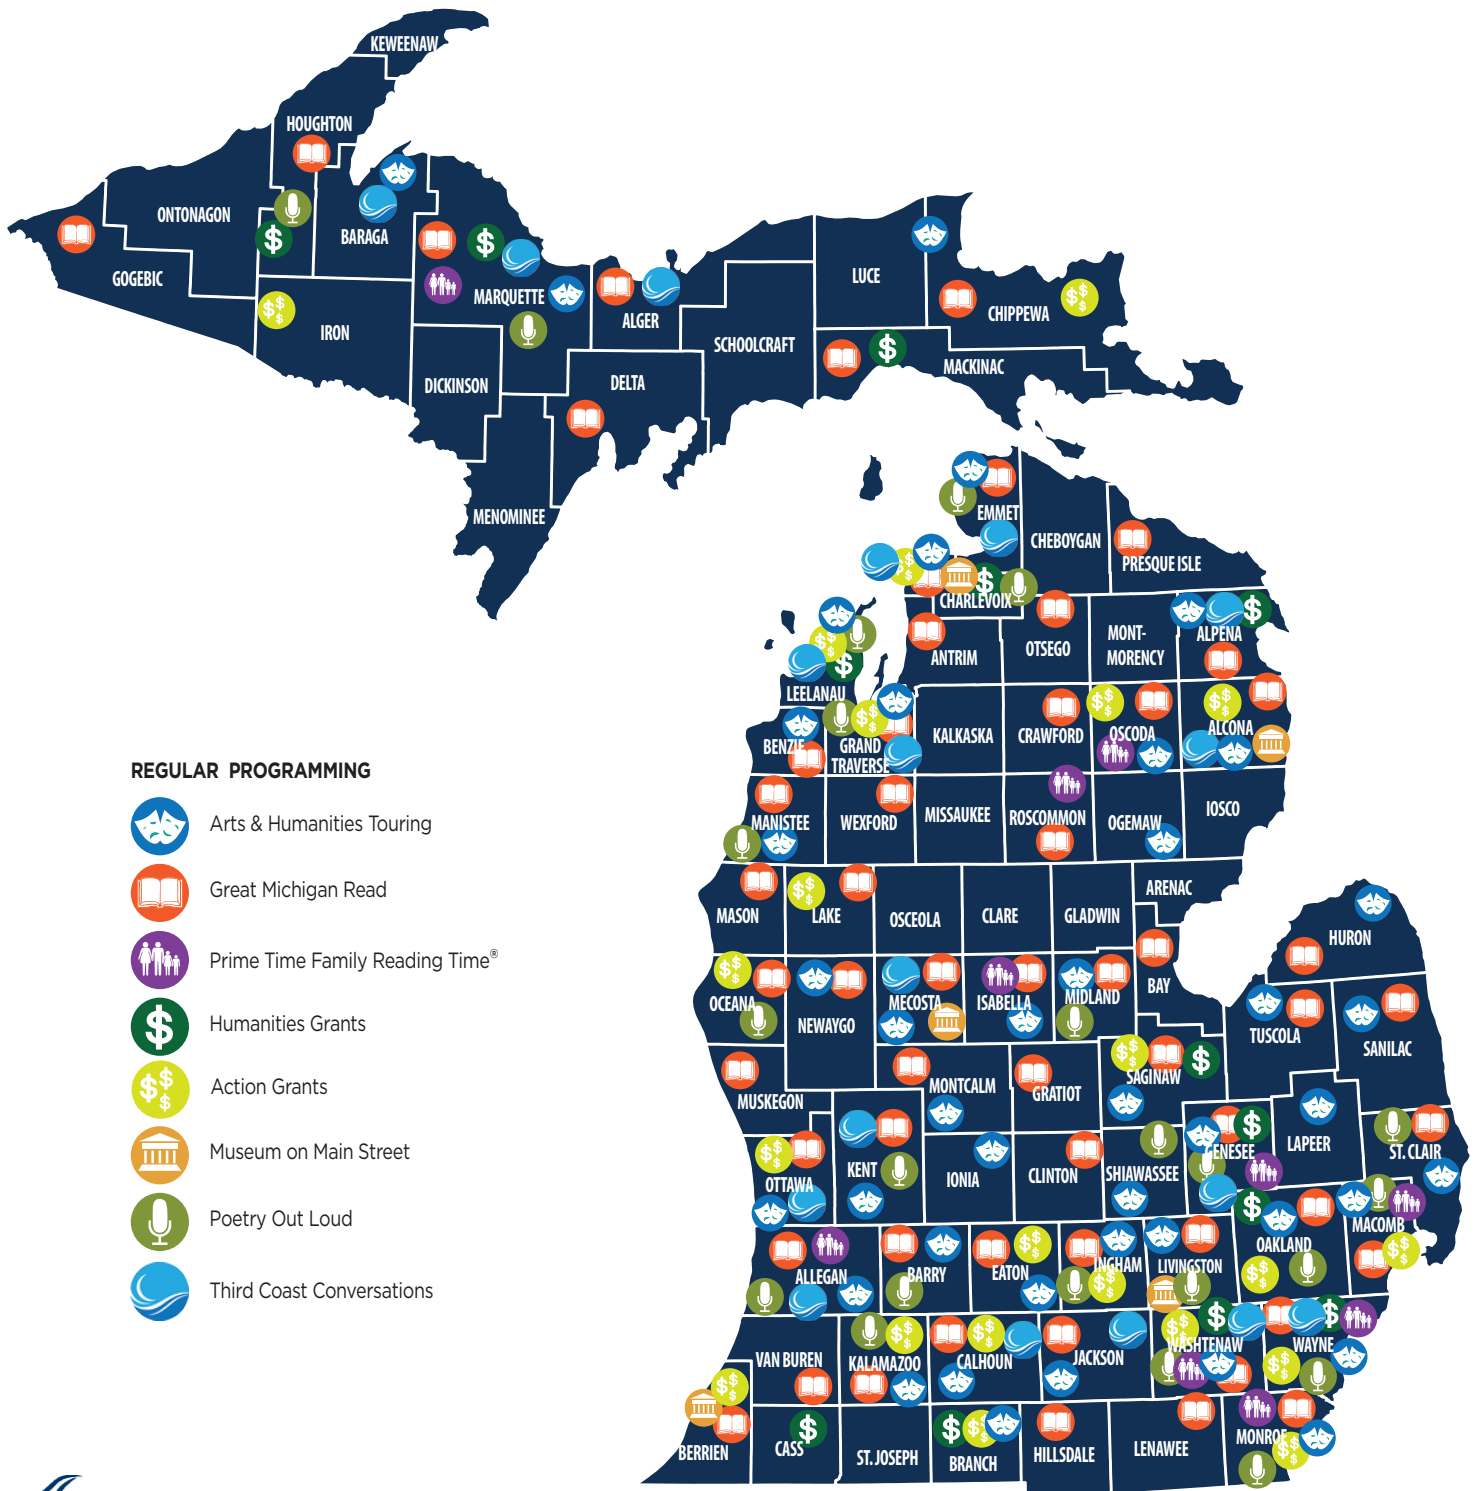 KEWEENAW
HOUGHTON
ONTONAGON
BARAGA
GOGEBIC
MARQUETTE
IRON
ALGER
LUCE
CHIPPEWA
SCHOOLCRAFT
MACKINAC
DICKINSON
DELTA
MENOMINEE
EMMET
CHEBOYGAN
PRESQUE ISLE
CHARLEVOIX
ANTRIM
OTSEGO
MONT-
MORENCY
ALPENA
LEELANAU
BENZIE
GRAND
TRAVERSE
KALKASKA
CRAWFORD
OSCODA
ALCONA
MANISTEE
WEXFORD
MISSAUKEE
ROSCOMMON
OGEMAW
IOSCO
MASON
LAKE
OSCEOLA
CLARE
GLADWIN
ARENAC
HURON
OCEANA
NEWAYGO
MECOSTA
ISABELLA
MIDLAND
BAY
TUSCOLA
SANILAC
MUSKEGON
MONTCALM
GRATIOT
SAGINAW
OTTAWA
KENT
IONIA
CLINTON
SHIAWASSEE
GENESEE
LAPEER
ST. CLAIR
ALLEGAN
BARRY
EATON
INGHAM
LIVINGSTON
OAKLAND
MACOMB
VAN BUREN
KALAMAZOO
CALHOUN
JACKSON
WASHTENAW
WAYNE
BERRIEN
CASS
ST. JOSEPH
BRANCH
HILLSDALE
LENAWEE
MONROE
REGULAR PROGRAMMING
Arts & Humanities Touring
Great Michigan Read
Prime Time Family Reading Time®
$ Humanities Grants
$$$ Action Grants
Museum on Main Street
Poetry Out Loud
Third Coast Conversations